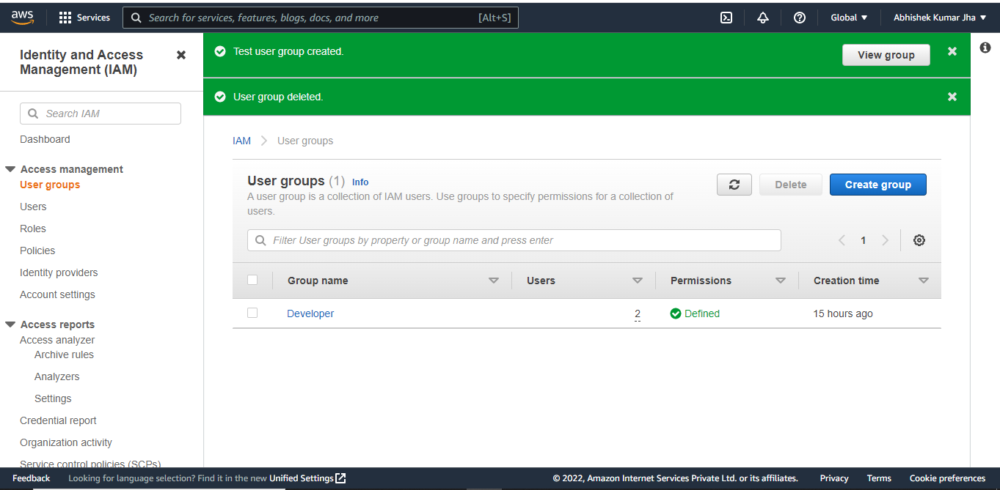 aws
Services
Search for services, features, blogs, docs, and more
[Alt+S]
Global
Abhishek Kumar Jha
Identity and Access
Management (IAM)
Search IAM
Dashboard
Access management
User groups
Users
Roles
Policies
Identity providers
Account settings
Access reports
Access analyzer
Archive rules
Analyzers
Settings
Credential report
Organization activity
Service control policies (SCPs)
Test user group created.
View group
User group deleted.
IAM
User groups
User groups (1) Info
A user group is a collection of IAM users. Use groups to specify permissions for a collection of
users.
Delete
Create group
Filter User groups by property or group name and press enter
1
Group name
Users
Permissions
Creation time
Developer
2
Defined
15 hours ago
Feedback
Looking for language selection? Find it in the new Unified Settings
© 2022, Amazon Internet Services Private Ltd. or its affiliates.
Privacy
Terms
Cookie preferences